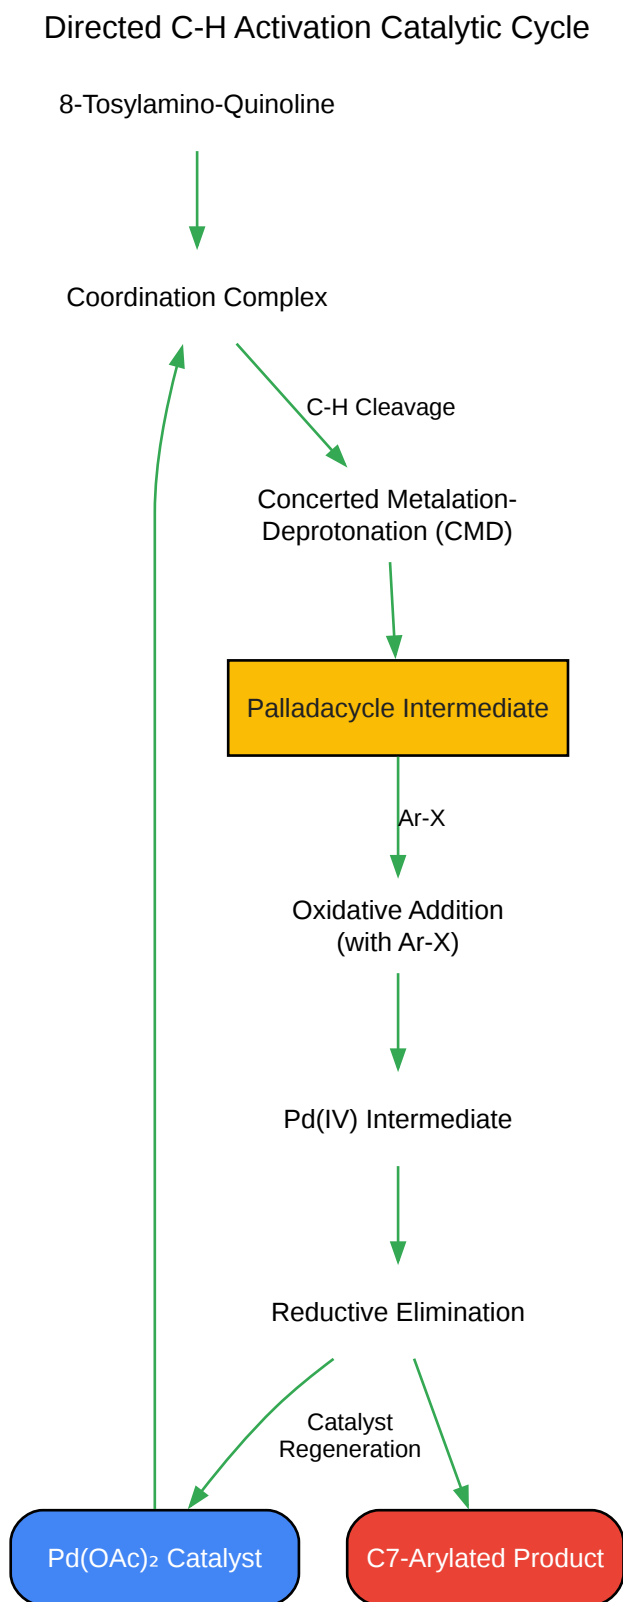 Directed C-H Activation Catalytic Cycle
8-Tosylamino-Quinoline
Coordination Complex
C-H Cleavage
Concerted Metalation-
Deprotonation (CMD)
Palladacycle Intermediate
Ar-X
Oxidative Addition
(with Ar-X)
Pd(IV) Intermediate
Reductive Elimination
Catalyst
Regeneration
Pd(OAc)₂ Catalyst
C7-Arylated Product